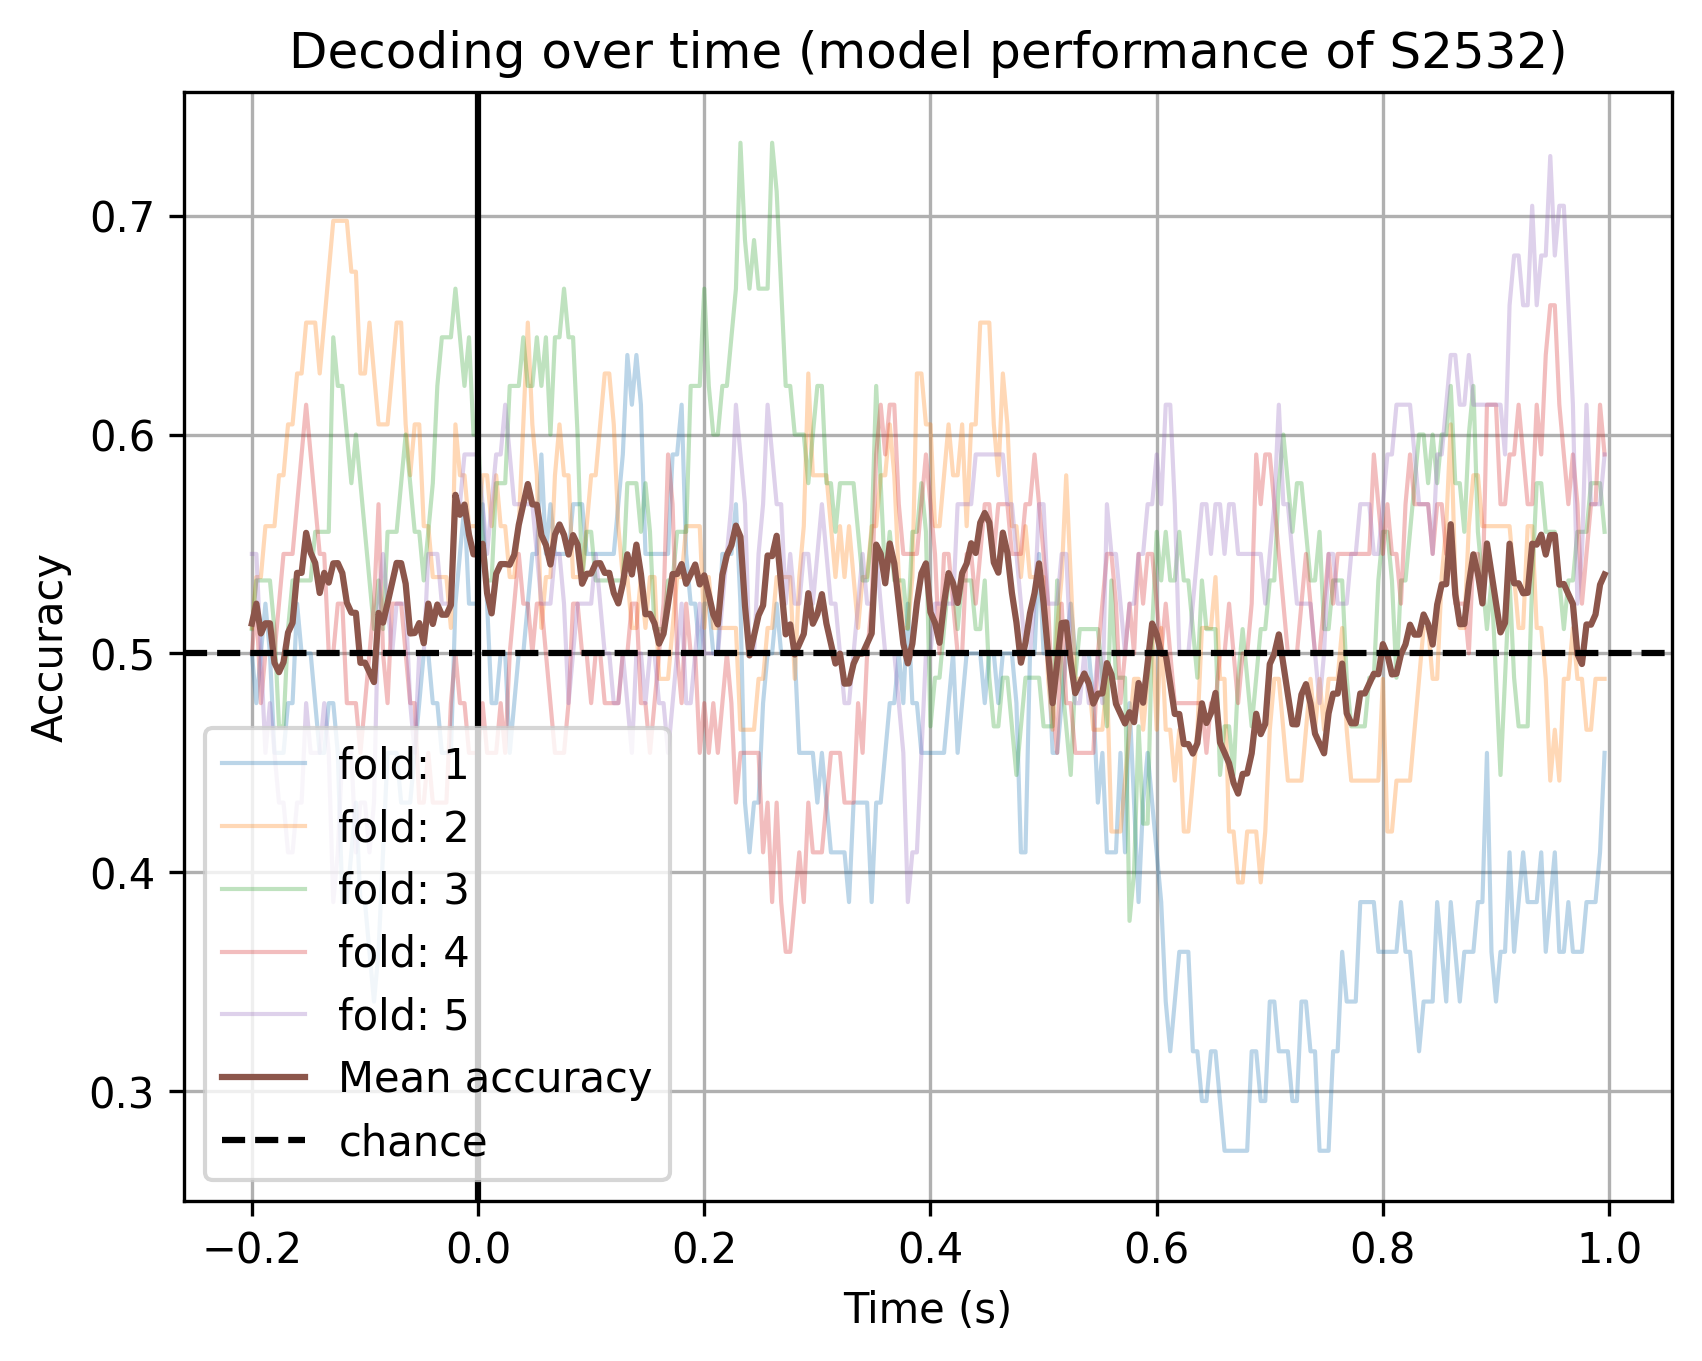 Decoding over time (model performance of S2532)
Accuracy
0.7
0.6
0.5
0.4
0.3
fold: 1
fold: 2
fold: 3
fold: 4
fold: 5
Mean accuracy
chance
−0.2 0.0 0.2 0.4 0.6 0.8 1.0
Time (s)